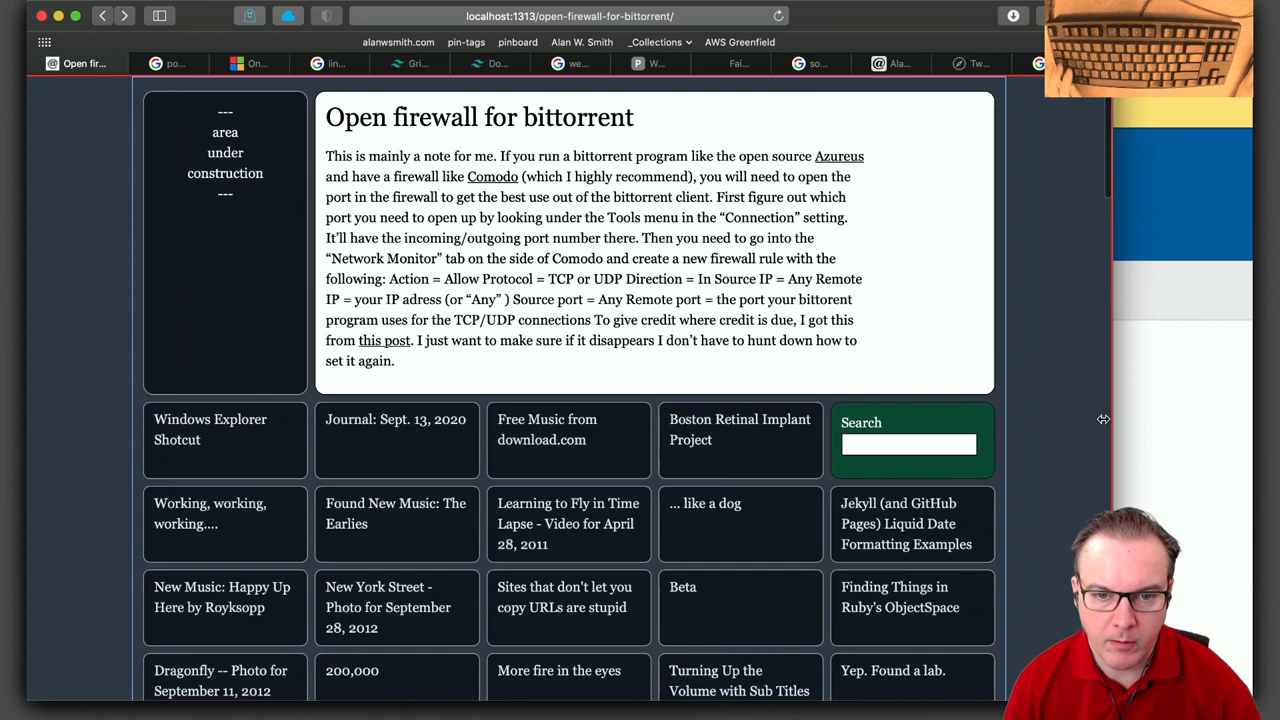 localhost:1313/open-firewall-for-bittorrent/
alanwsmith.com pin-tags pinboard Alan W. Smith _Collections AWS Greenfield
Open fir... po... On... lin... Gri... Do... we... W... Fai... so... Ala... Tw...
---
area
under
construction
---
Open firewall for bittorrent
This is mainly a note for me. If you run a bittorrent program like the open source Azureus
and have a firewall like Comodo (which I highly recommend), you will need to open the
port in the firewall to get the best use out of the bittorrent client. First figure out which
port you need to open up by looking under the Tools menu in the “Connection” setting.
It’ll have the incoming/outgoing port number there. Then you need to go into the
“Network Monitor” tab on the side of Comodo and create a new firewall rule with the
following: Action = Allow Protocol = TCP or UDP Direction = In Source IP = Any Remote
IP = your IP adress (or “Any” ) Source port = Any Remote port = the port your bittorent
program uses for the TCP/UDP connections To give credit where credit is due, I got this
from this post. I just want to make sure if it disappears I don’t have to hunt down how to
set it again.
Windows Explorer
Shotcut
Journal: Sept. 13, 2020
Free Music from
download.com
Boston Retinal Implant
Project
Search
Working, working,
working....
Found New Music: The
Earlies
Learning to Fly in Time
Lapse - Video for April
28, 2011
... like a dog
Jekyll (and GitHub
Pages) Liquid Date
Formatting Examples
New Music: Happy Up
Here by Royksopp
New York Street -
Photo for September
28, 2012
Sites that don't let you
copy URLs are stupid
Beta
Finding Things in
Ruby's ObjectSpace
Dragonfly -- Photo for
September 11, 2012
200,000
More fire in the eyes
Turning Up the
Volume with Sub Titles
Yep. Found a lab.